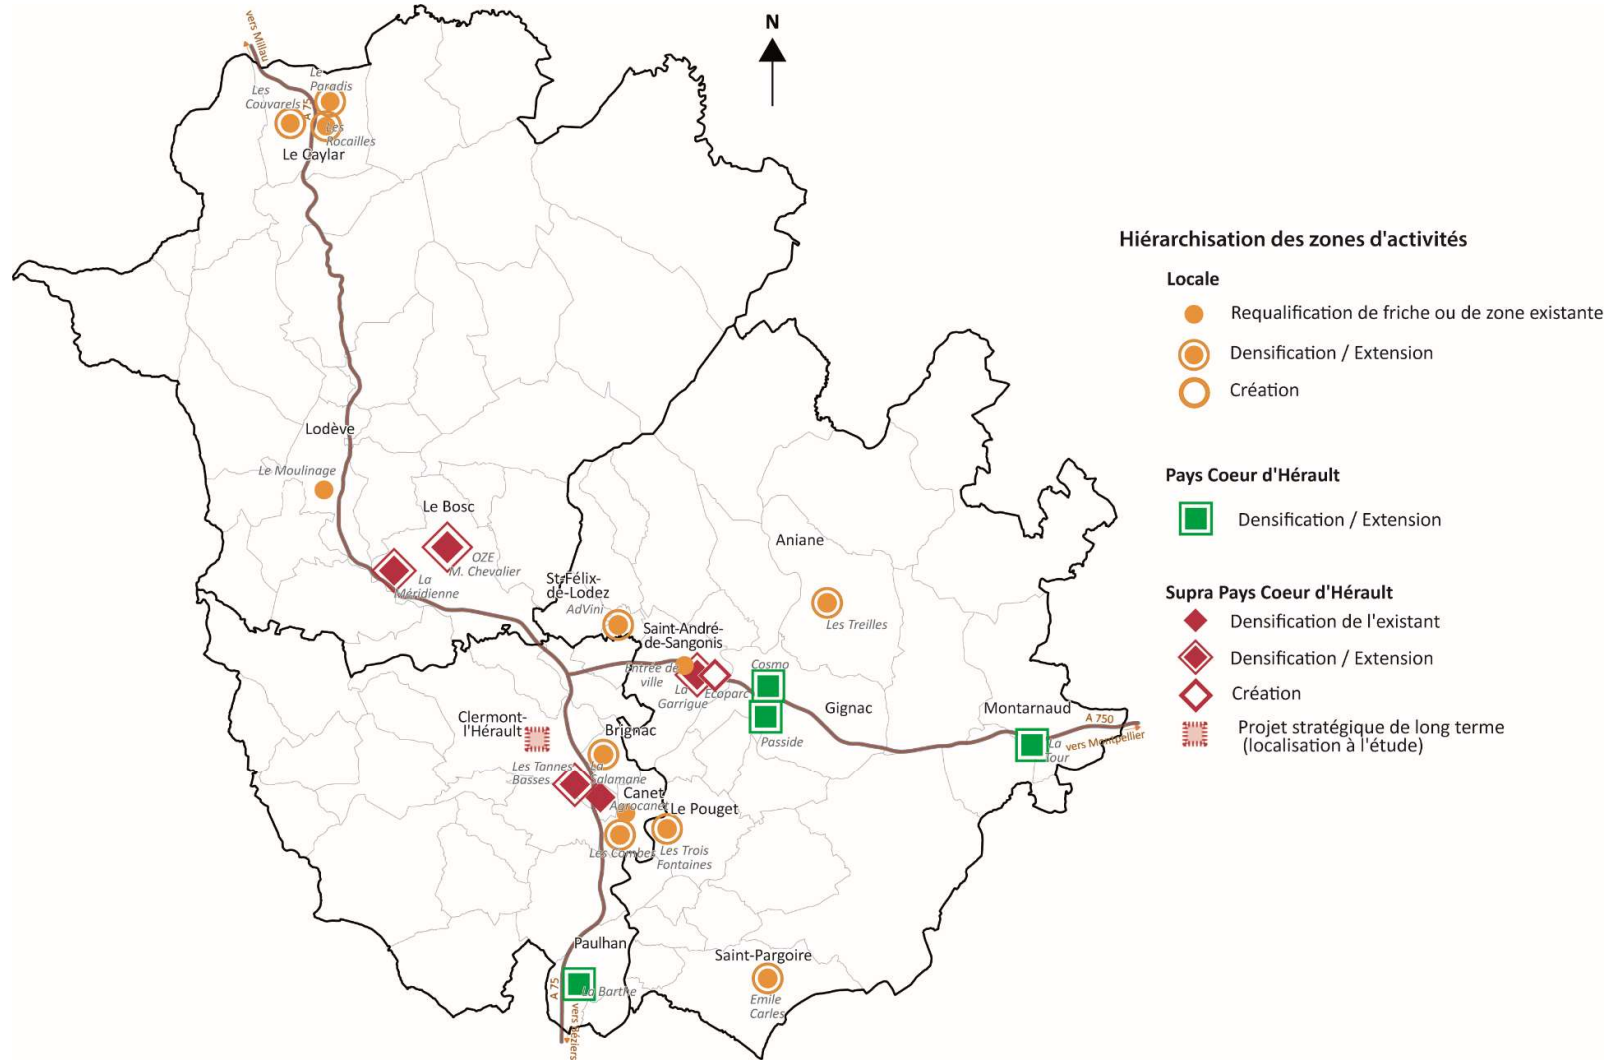 vers Millau
N
Le
Paradis
Les
Couvarels
A 75
Les
Rocailles
Le Caylar
Hiérarchisation des zones d'activités
Locale
Requalification de friche ou de zone existante
Densification / Extension
Création
Lodève
Le Moulinage
Pays Coeur d'Hérault
Densification / Extension
Le Bosc
OZE
M. Chevalier
La
Méridienne
Aniane
Les Treilles
St-Félix-
de-Lodez
AdVini
Supra Pays Coeur d'Hérault
Densification de l'existant
Densification / Extension
Création
Projet stratégique de long terme
(localisation à l'étude)
Saint-André-
de-Sangonis
Entrée de
ville
La
Garrigue
Ecoparc
Cosmo
Passide
Gignac
Montarnaud
A 750
vers Montpellier
La
Tour
Clermont-
l'Hérault
Brignac
Les Tannes
Basses
La
Salamane
Canet
Agrocanet
Le Pouget
Les Combes
Les Trois
Fontaines
Paulhan
La Barthe
A 75
vers Béziers
Saint-Pargoire
Emile
Carles